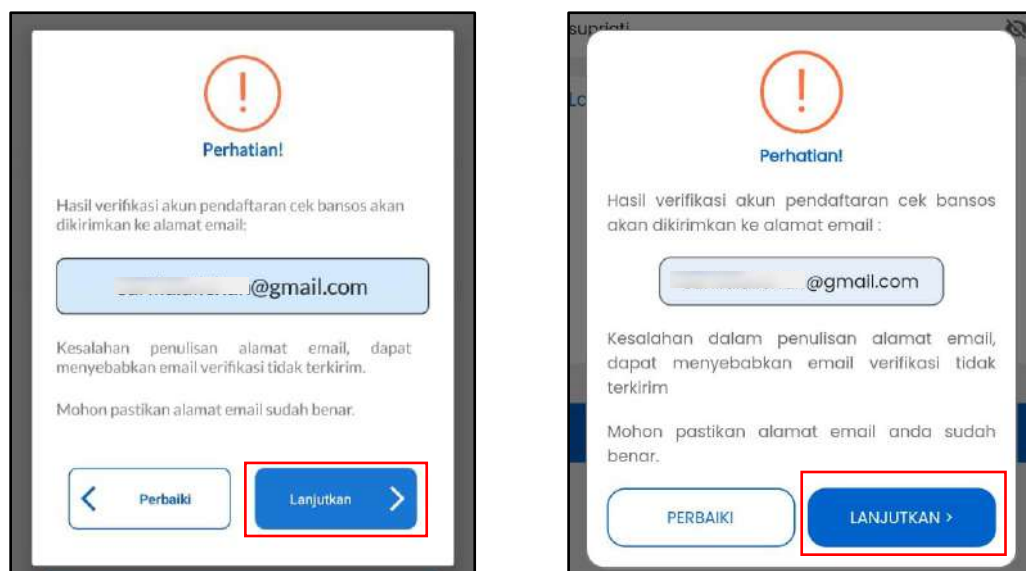 Perhatian!
Hasil verifikasi akun pendaftaran cek bansos akan
dikirimkan ke alamat email:
@gmail.com
Kesalahan penulisan alamat email, dapat
menyebabkan email verifikasi tidak terkirim.
Mohon pastikan alamat email sudah benar.
Perbaiki
Lanjutkan
supriati
Lo
Perhatian!
Hasil verifikasi akun pendaftaran cek bansos
akan dikirimkan ke alamat email :
@gmail.com
Kesalahan dalam penulisan alamat email,
dapat menyebabkan email verifikasi tidak
terkirim
Mohon pastikan alamat email anda sudah
benar.
PERBAIKI
LANJUTKAN >